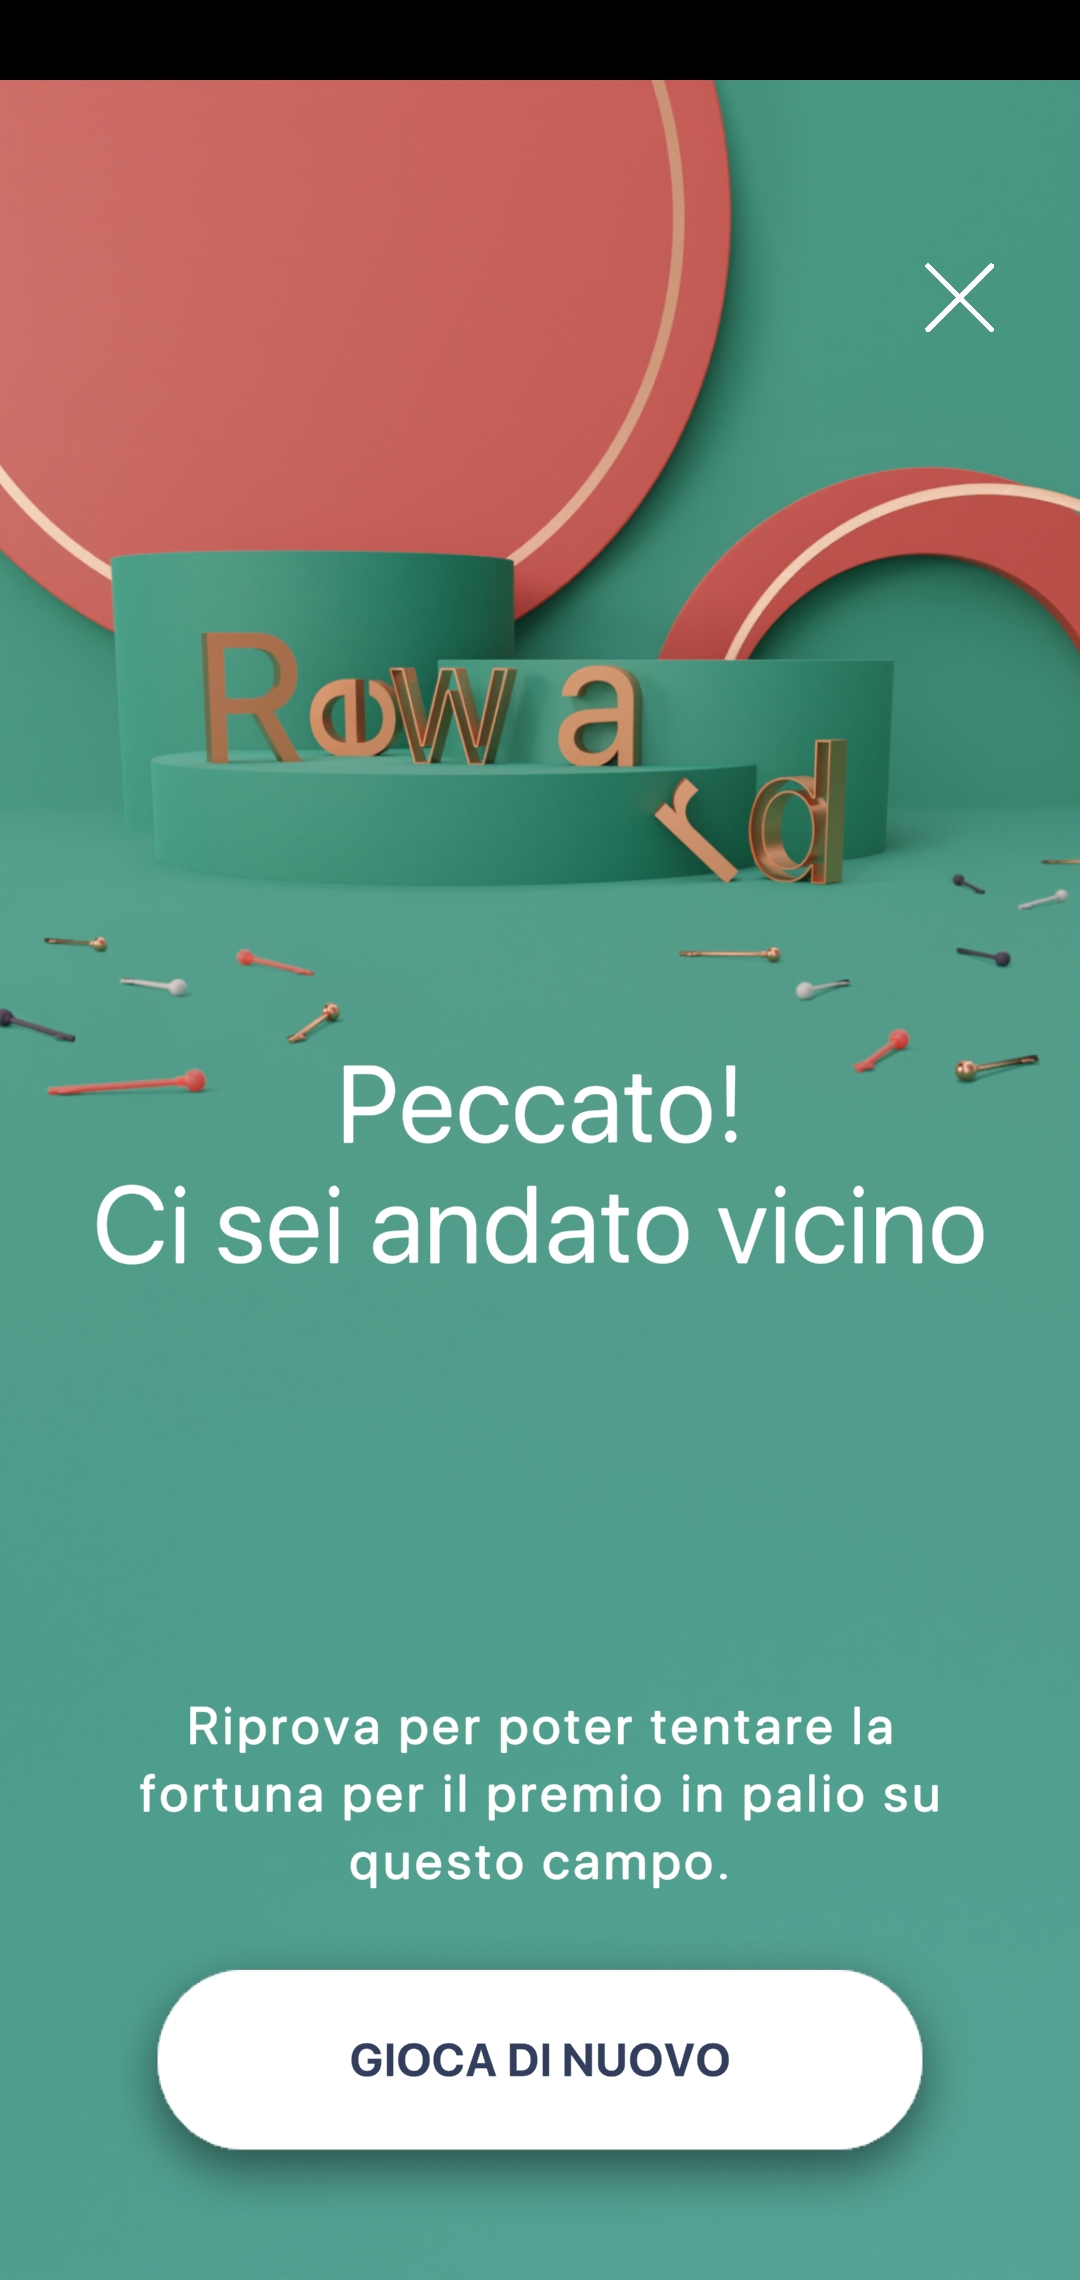 Reward
Peccato!
Ci sei andato vicino
Riprova per poter tentare la
fortuna per il premio in palio su
questo campo.
GIOCA DI NUOVO